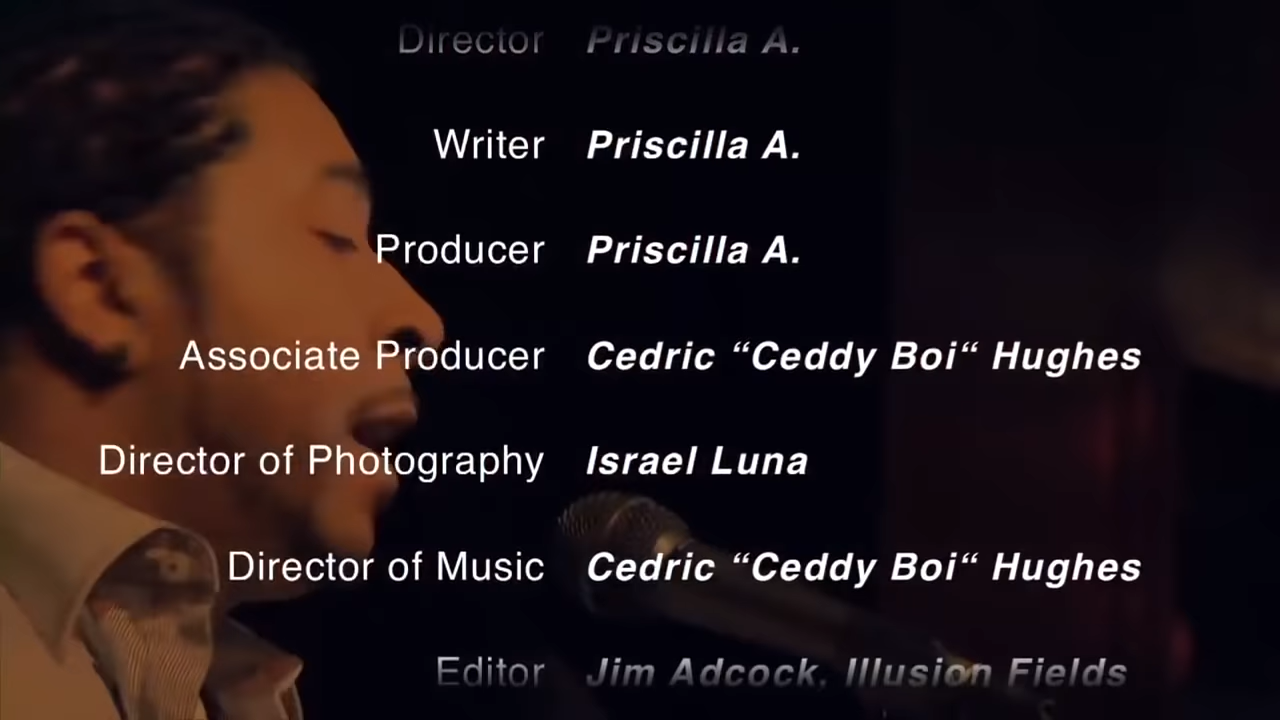 Director Priscilla A.
Writer Priscilla A.
Producer Priscilla A.
Associate Producer Cedric “Ceddy Boi“ Hughes
Director of Photography Israel Luna
Director of Music Cedric “Ceddy Boi“ Hughes
Editor Jim Adcock, Illusion Fields